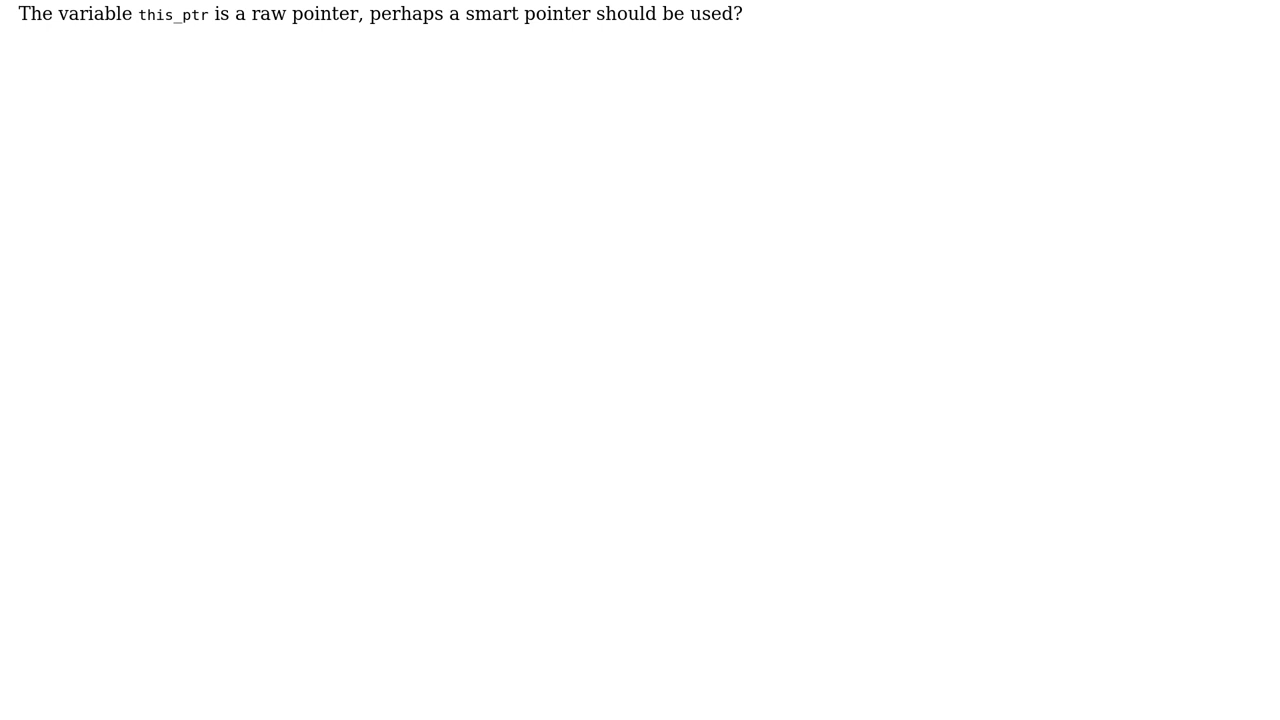 The variable this_ptr is a raw pointer, perhaps a smart pointer should be used?